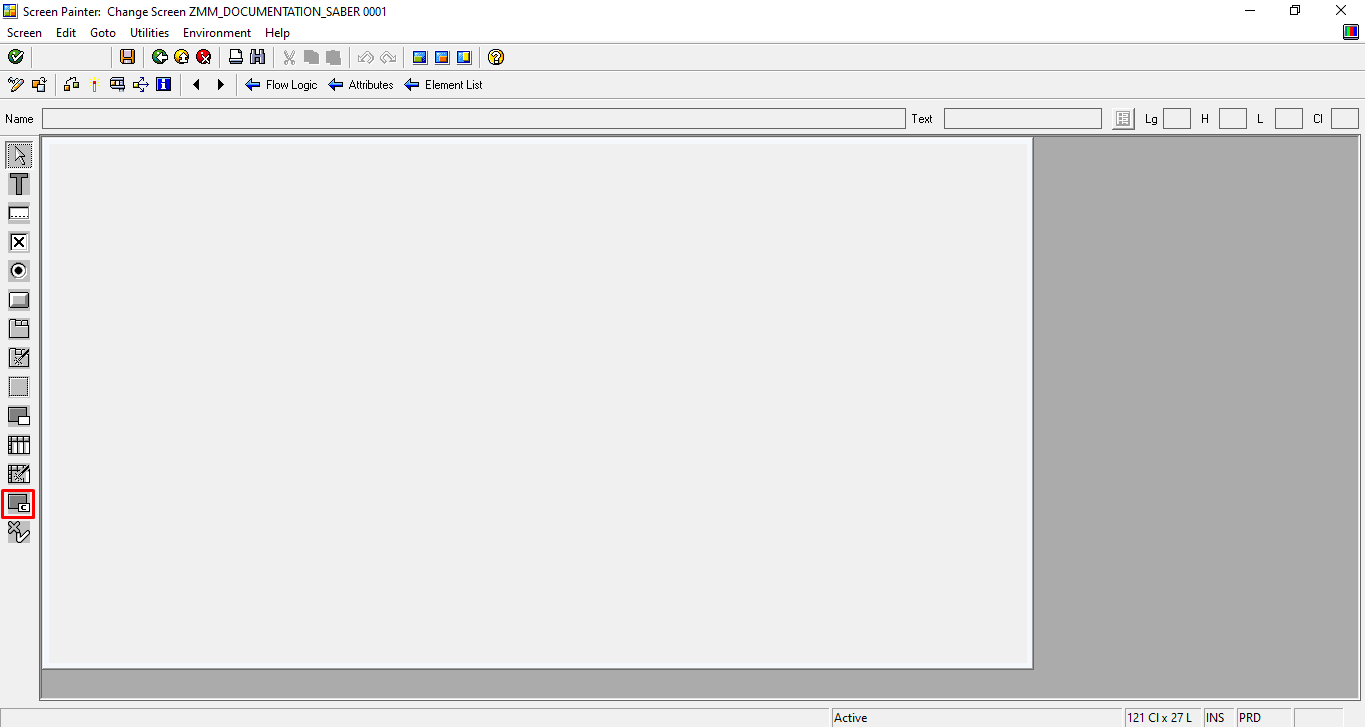 Screen Painter: Change Screen ZMM_DOCUMENTATION_SABER 0001
Screen Edit Goto Utilities Environment Help
Flow Logic Attributes Element List
Name Text Lg H L Cl
T
C
Active 121 Cl x 27 L INS PRD